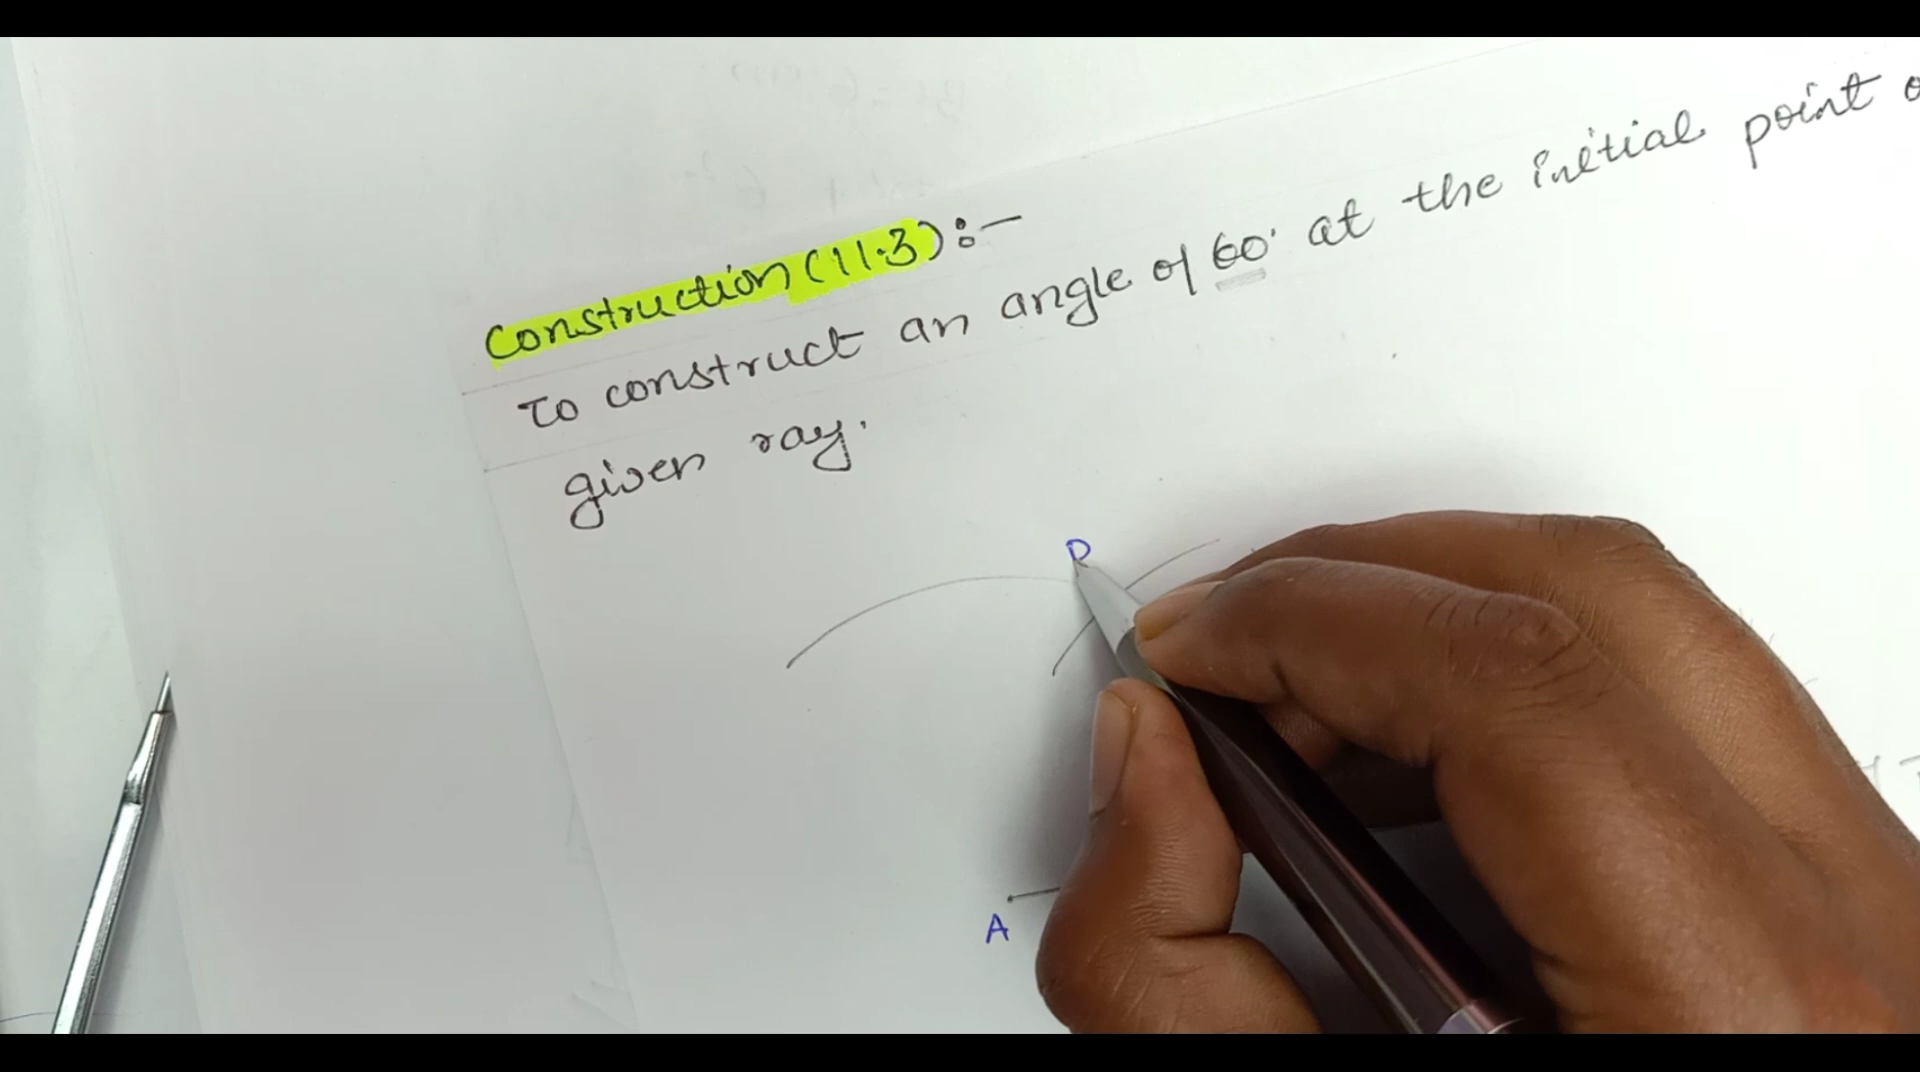 Construction (11.3):-
To construct an angle of 60° at the initial point
given ray.
D
A